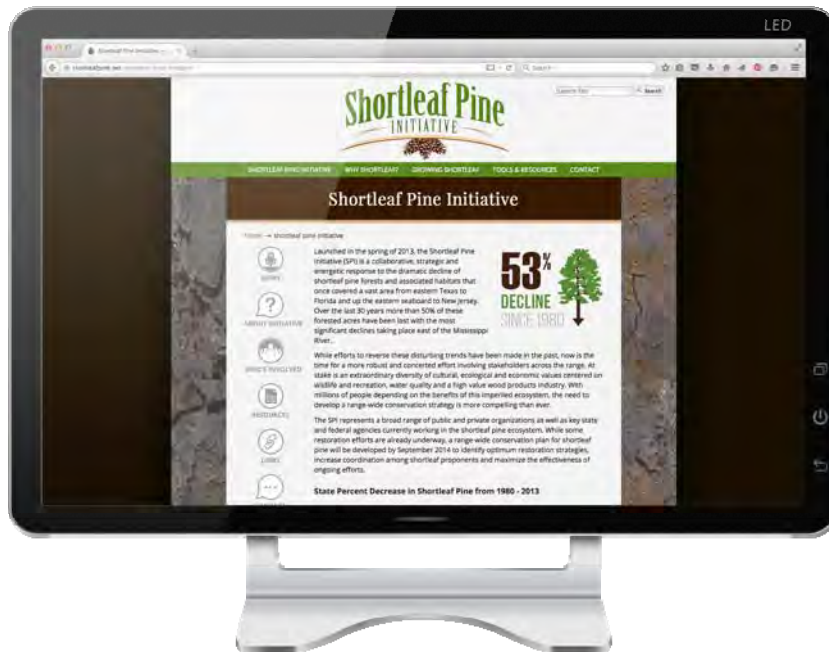 LED
Shortleaf Pine Initiative
Search
Shortleaf Pine
INITIATIVE
Search
SHORTLEAF PINE INITIATIVE WHY SHORTLEAF? GROWING SHORTLEAF TOOLS & RESOURCES CONTACT
Shortleaf Pine Initiative
Home → shortleaf pine initiative
Launched in the spring of 2013, the Shortleaf Pine
Initiative (SPI) is a collaborative, strategic and
energetic response to the dramatic decline of
shortleaf pine forests and associated habitats that
once covered a vast area from eastern Texas to
Florida and up the eastern seaboard to New Jersey.
Over the last 30 years more than 50% of these
forested acres have been lost with the most
significant declines taking place east of the Mississippi
River...
53%
DECLINE
SINCE 1980
HOME
ABOUT INITIATIVE
WHO'S INVOLVED
RESOURCES
LINKS
While efforts to reverse these disturbing trends have been made in the past, now is the
time for a more robust and concerted effort involving stakeholders across the range. At
stake is an extraordinary diversity of cultural, ecological and economic values centered on
wildlife and recreation, water quality and a high value wood products industry. With
millions of people depending on the benefits of this imperiled ecosystem, the need to
develop a range-wide conservation strategy is more compelling than ever.
The SPI represents a broad range of public and private organizations as well as key state
and federal agencies currently working in the shortleaf pine ecosystem. While some
restoration efforts are already underway, a range-wide conservation plan for shortleaf
pine will be developed by September 2014 to identify optimum restoration strategies,
increase coordination among shortleaf proponents and maximize the effectiveness of
ongoing efforts.
State Percent Decrease in Shortleaf Pine from 1980 - 2013